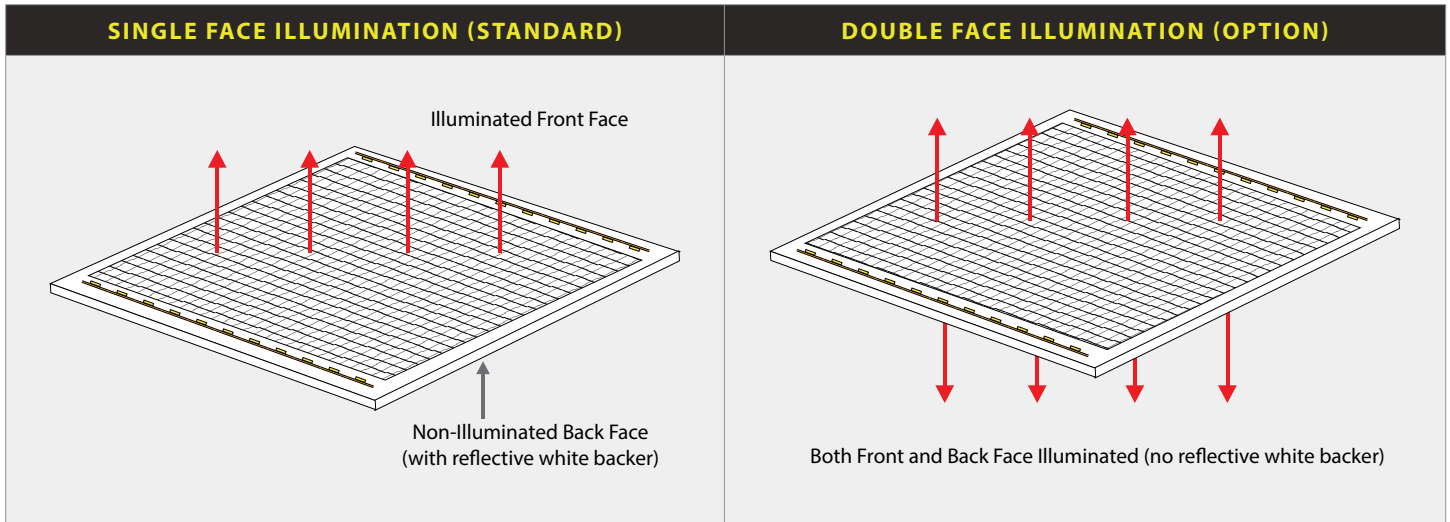 SINGLE FACE ILLUMINATION (STANDARD)
Illuminated Front Face
Non-Illuminated Back Face
(with reflective white backer)
DOUBLE FACE ILLUMINATION (OPTION)
Both Front and Back Face Illuminated (no reflective white backer)